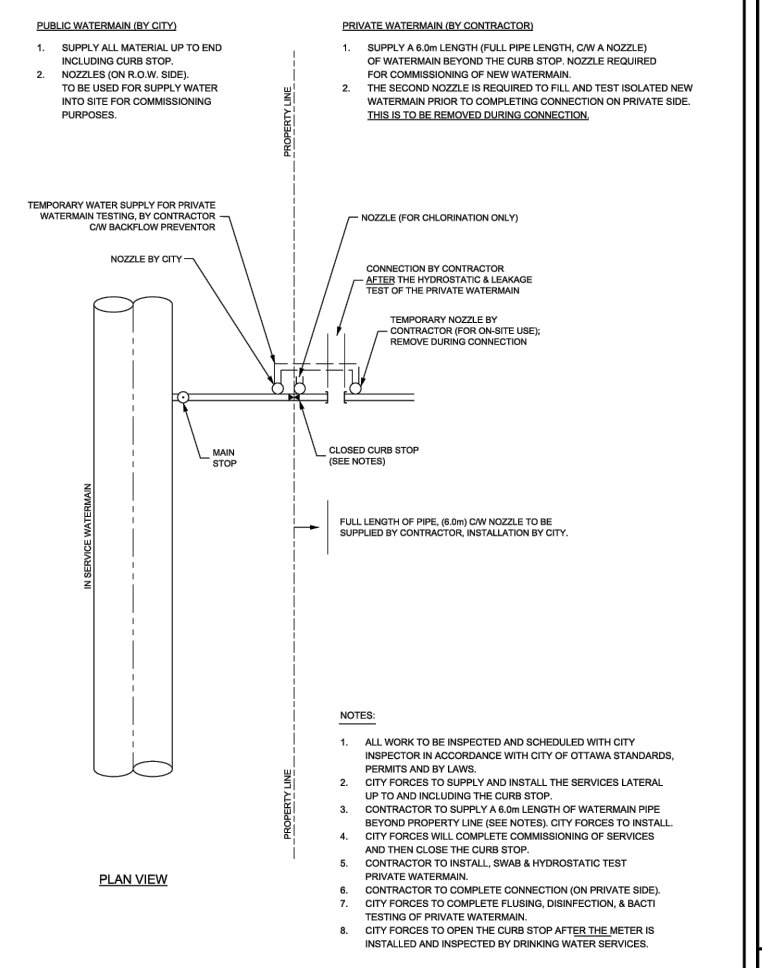 PUBLIC WATERMAIN (BY CITY)
1. SUPPLY ALL MATERIAL UP TO END
INCLUDING CURB STOP.
2. NOZZLES (ON R.O.W. SIDE).
TO BE USED FOR SUPPLY WATER
INTO SITE FOR COMMISSIONING
PURPOSES.
PRIVATE WATERMAIN (BY CONTRACTOR)
1. SUPPLY A 6.0m LENGTH (FULL PIPE LENGTH, C/W A NOZZLE)
OF WATERMAIN BEYOND THE CURB STOP. NOZZLE REQUIRED
FOR COMMISSIONING OF NEW WATERMAIN.
2. THE SECOND NOZZLE IS REQUIRED TO FILL AND TEST ISOLATED NEW
WATERMAIN PRIOR TO COMPLETING CONNECTION ON PRIVATE SIDE.
THIS IS TO BE REMOVED DURING CONNECTION.
PROPERTY LINE
TEMPORARY WATER SUPPLY FOR PRIVATE
WATERMAIN TESTING, BY CONTRACTOR
C/W BACKFLOW PREVENTOR
NOZZLE BY CITY
NOZZLE (FOR CHLORINATION ONLY)
CONNECTION BY CONTRACTOR
AFTER THE HYDROSTATIC & LEAKAGE
TEST OF THE PRIVATE WATERMAIN
TEMPORARY NOZZLE BY
CONTRACTOR (FOR ON-SITE USE);
REMOVE DURING CONNECTION
MAIN
STOP
CLOSED CURB STOP
(SEE NOTES)
IN SERVICE WATERMAIN
FULL LENGTH OF PIPE, (6.0m) C/W NOZZLE TO BE
SUPPLIED BY CONTRACTOR, INSTALLATION BY CITY.
PROPERTY LINE
PLAN VIEW
NOTES:
1. ALL WORK TO BE INSPECTED AND SCHEDULED WITH CITY
INSPECTOR IN ACCORDANCE WITH CITY OF OTTAWA STANDARDS,
PERMITS AND BY LAWS.
2. CITY FORCES TO SUPPLY AND INSTALL THE SERVICES LATERAL
UP TO AND INCLUDING THE CURB STOP.
3. CONTRACTOR TO SUPPLY A 6.0m LENGTH OF WATERMAIN PIPE
BEYOND PROPERTY LINE (SEE NOTES). CITY FORCES TO INSTALL.
4. CITY FORCES WILL COMPLETE COMMISSIONING OF SERVICES
AND THEN CLOSE THE CURB STOP.
5. CONTRACTOR TO INSTALL, SWAB & HYDROSTATIC TEST
PRIVATE WATERMAIN.
6. CONTRACTOR TO COMPLETE CONNECTION (ON PRIVATE SIDE).
7. CITY FORCES TO COMPLETE FLUSING, DISINFECTION, & BACTI
TESTING OF PRIVATE WATERMAIN.
8. CITY FORCES TO OPEN THE CURB STOP AFTER THE METER IS
INSTALLED AND INSPECTED BY DRINKING WATER SERVICES.